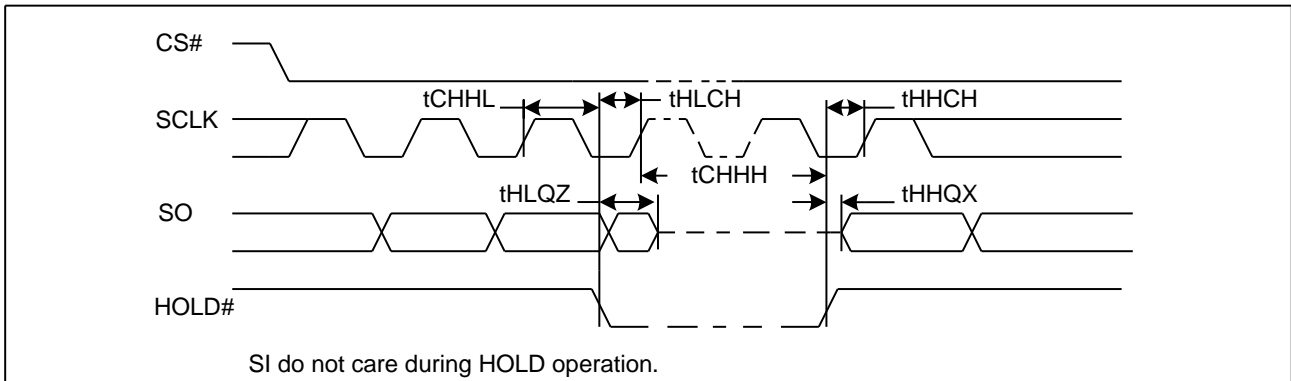 CS#
tCHHL
tHLCH
tHHCH
SCLK
tCHHH
tHLQZ
tHHQX
SO
HOLD#
SI do not care during HOLD operation.